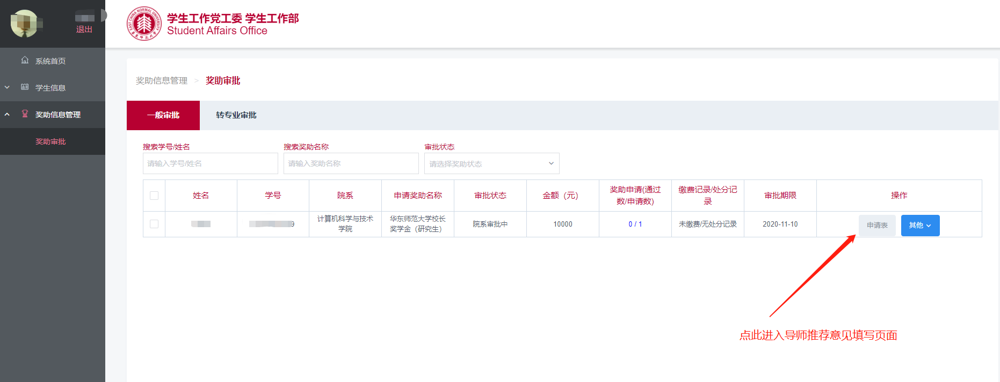 退出
系统首页
学生信息
奖助信息管理
奖助审批
EAST CHINA NORMAL UNIVERSITY
华东师范大学
学生工作党工委 学生工作部
Student Affairs Office
奖助信息管理 > 奖助审批
一般审批 转专业审批
搜索学号/姓名 搜索奖助名称 审批状态
请输入学号/姓名 请输入奖助名称 请选择奖助状态
姓名 学号 院系 申请奖助名称 审批状态 金额（元） 奖助申请(通过 缴费记录/处分记 审批期限 操作
数/申请数) 录
9 计算机科学与技术 华东师范大学校长 院系审批中 10000 0 / 1 未缴费/无处分记录 2020-11-10 申请表 其他
学院 奖学金（研究生）
点此进入导师推荐意见填写页面